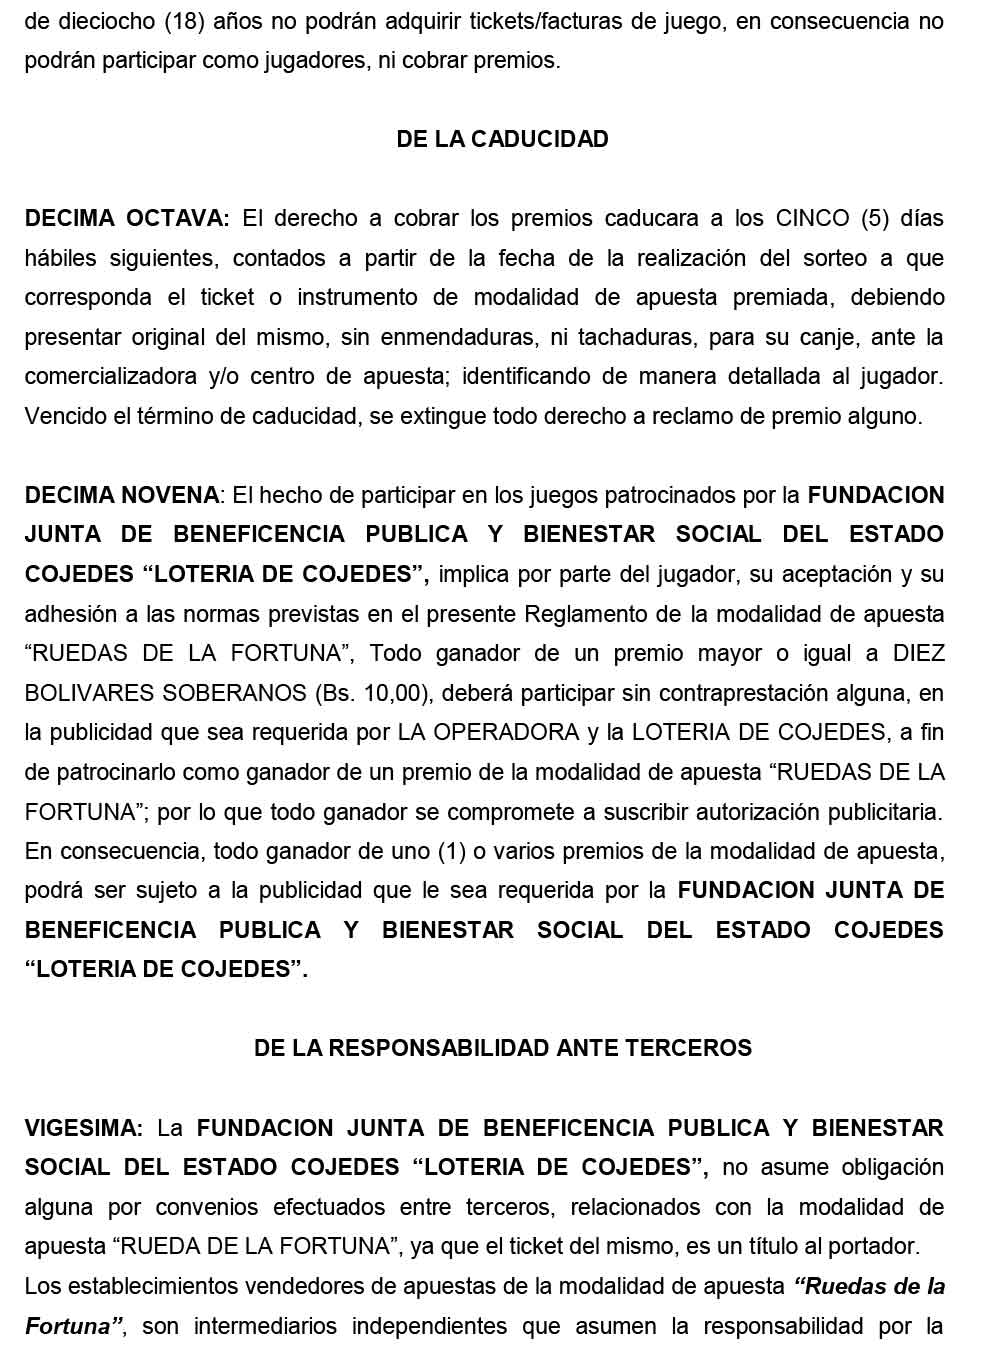 de dieciocho (18) años no podrán adquirir tickets/facturas de juego, en consecuencia no
podrán participar como jugadores, ni cobrar premios.
DE LA CADUCIDAD
DECIMA OCTAVA: El derecho a cobrar los premios caducara a los CINCO (5) días
hábiles siguientes, contados a partir de la fecha de la realización del sorteo a que
corresponda el ticket o instrumento de modalidad de apuesta premiada, debiendo
presentar original del mismo, sin enmendaduras, ni tachaduras, para su canje, ante la
comercializadora y/o centro de apuesta; identificando de manera detallada al jugador.
Vencido el término de caducidad, se extingue todo derecho a reclamo de premio alguno.
DECIMA NOVENA: El hecho de participar en los juegos patrocinados por la FUNDACION
JUNTA DE BENEFICENCIA PUBLICA Y BIENESTAR SOCIAL DEL ESTADO
COJEDES “LOTERIA DE COJEDES”, implica por parte del jugador, su aceptación y su
adhesión a las normas previstas en el presente Reglamento de la modalidad de apuesta
“RUEDAS DE LA FORTUNA”, Todo ganador de un premio mayor o igual a DIEZ
BOLIVARES SOBERANOS (Bs. 10,00), deberá participar sin contraprestación alguna, en
la publicidad que sea requerida por LA OPERADORA y la LOTERIA DE COJEDES, a fin
de patrocinarlo como ganador de un premio de la modalidad de apuesta “RUEDAS DE LA
FORTUNA”; por lo que todo ganador se compromete a suscribir autorización publicitaria.
En consecuencia, todo ganador de uno (1) o varios premios de la modalidad de apuesta,
podrá ser sujeto a la publicidad que le sea requerida por la FUNDACION JUNTA DE
BENEFICENCIA PUBLICA Y BIENESTAR SOCIAL DEL ESTADO COJEDES
“LOTERIA DE COJEDES”.
DE LA RESPONSABILIDAD ANTE TERCEROS
VIGESIMA: La FUNDACION JUNTA DE BENEFICENCIA PUBLICA Y BIENESTAR
SOCIAL DEL ESTADO COJEDES “LOTERIA DE COJEDES”, no asume obligación
alguna por convenios efectuados entre terceros, relacionados con la modalidad de
apuesta “RUEDA DE LA FORTUNA”, ya que el ticket del mismo, es un título al portador.
Los establecimientos vendedores de apuestas de la modalidad de apuesta “Ruedas de la
Fortuna”, son intermediarios independientes que asumen la responsabilidad por la